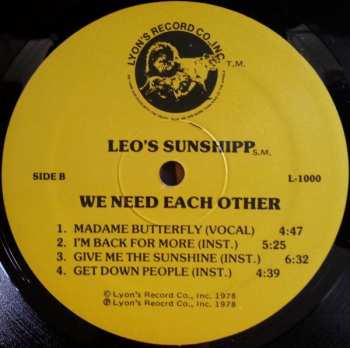 LYON'S RECORD CO., INC.
T.M.
LEO'S SUNSHIPP S.M.
SIDE B
L-1000
WE NEED EACH OTHER
1. MADAME BUTTERFLY (VOCAL) 4:47
2. I'M BACK FOR MORE (INST.) 5:25
3. GIVE ME THE SUNSHINE (INST.) 6:32
4. GET DOWN PEOPLE (INST.) 4:39
© Lyon's Record Co., Inc. 1978
℗ Lyon's Reocrd Co., Inc. 1978